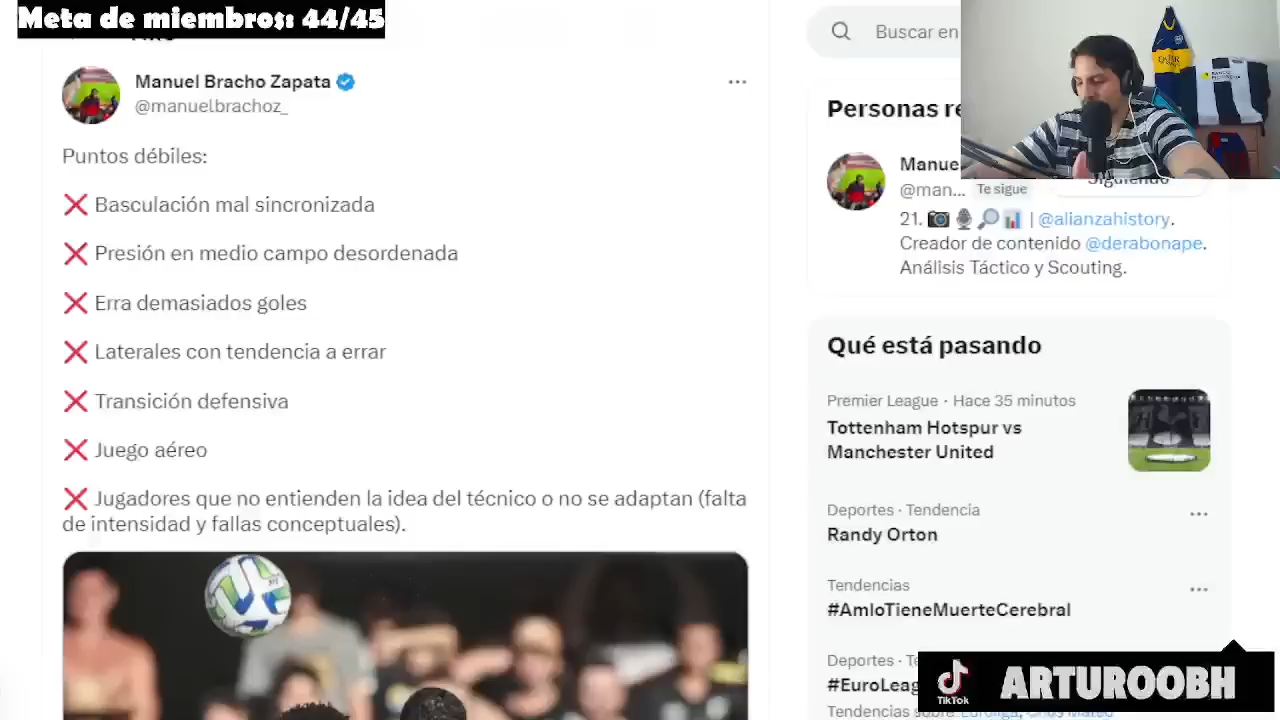 Meta de miembros: 44/45
Manuel Bracho Zapata
@manuelbrachoz_
Puntos débiles:
❌ Basculación mal sincronizada
❌ Presión en medio campo desordenada
❌ Erra demasiados goles
❌ Laterales con tendencia a errar
❌ Transición defensiva
❌ Juego aéreo
❌ Jugadores que no entienden la idea del técnico o no se adaptan (falta
de intensidad y fallas conceptuales).
Buscar en
Personas re
Manue
@man... Te sigue
Siguiendo
21. 📷 🎙️ 🔎 📊 | @alianzahistory.
Creador de contenido @derabonape.
Análisis Táctico y Scouting.
Qué está pasando
Premier League · Hace 35 minutos
Tottenham Hotspur vs
Manchester United
Deportes · Tendencia
Randy Orton
Tendencias
#AmloTieneMuerteCerebral
Deportes · Te
#EuroLeag
Tendencias sobre Euroliga,
TikTok
ARTUROOBH